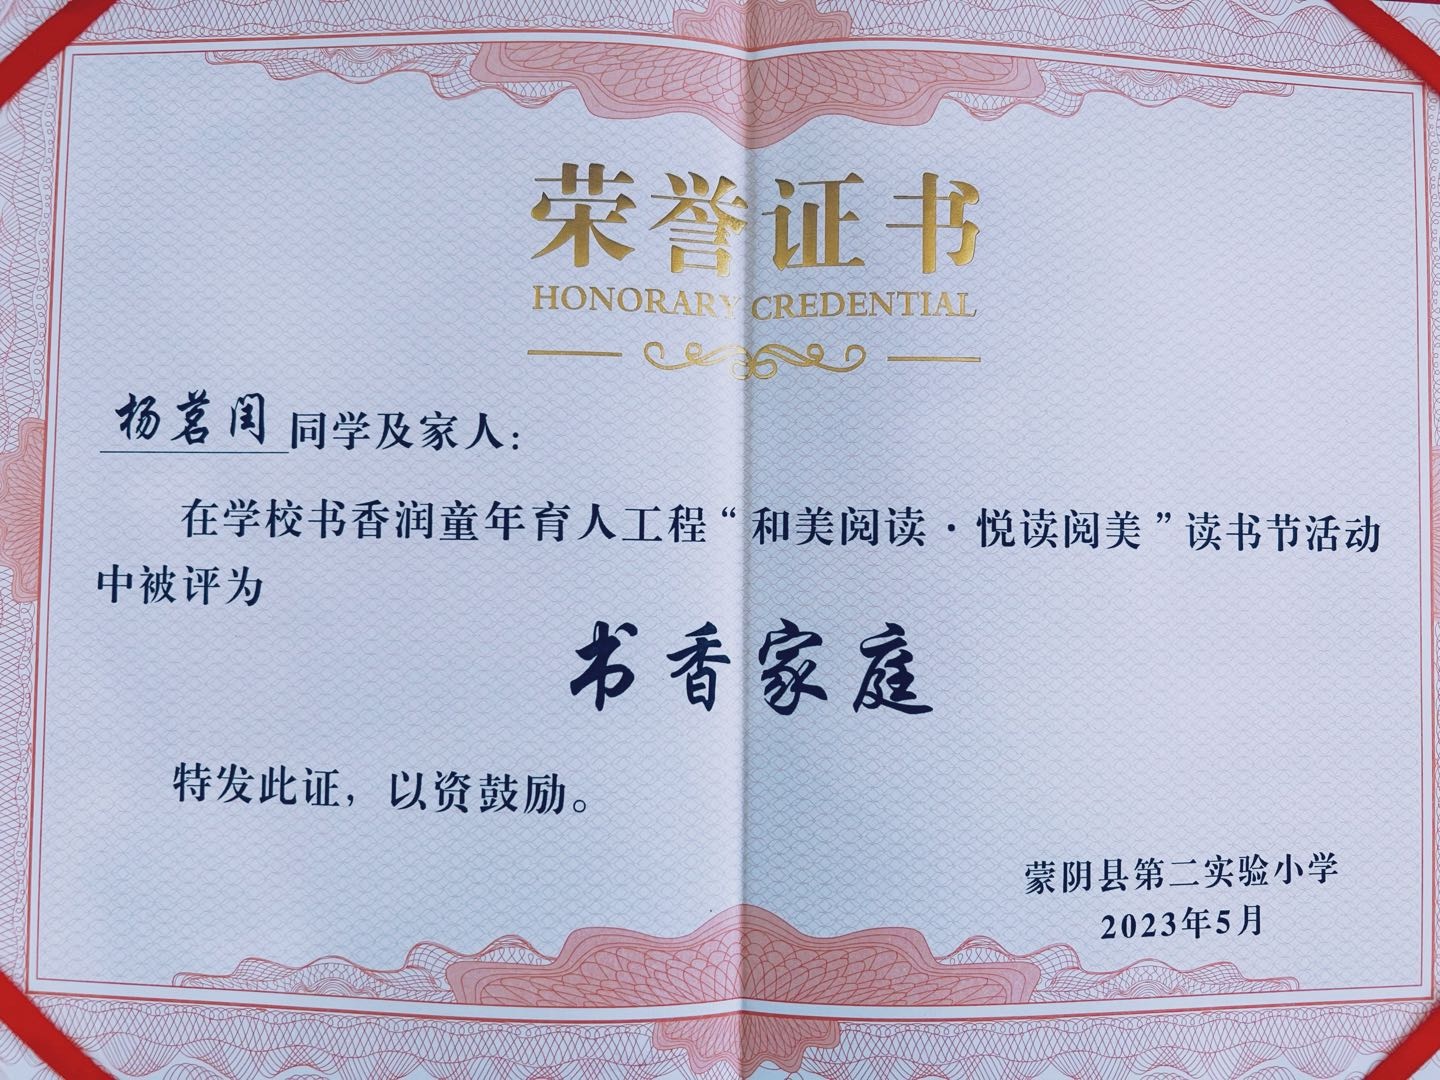 荣誉证书
HONORARY CREDENTIAL
杨茗闰同学及家人：
在学校书香润童年育人工程“和美阅读·悦读阅美”读书节活动
中被评为
书香家庭
特发此证，以资鼓励。
蒙阴县第二实验小学
2023年5月